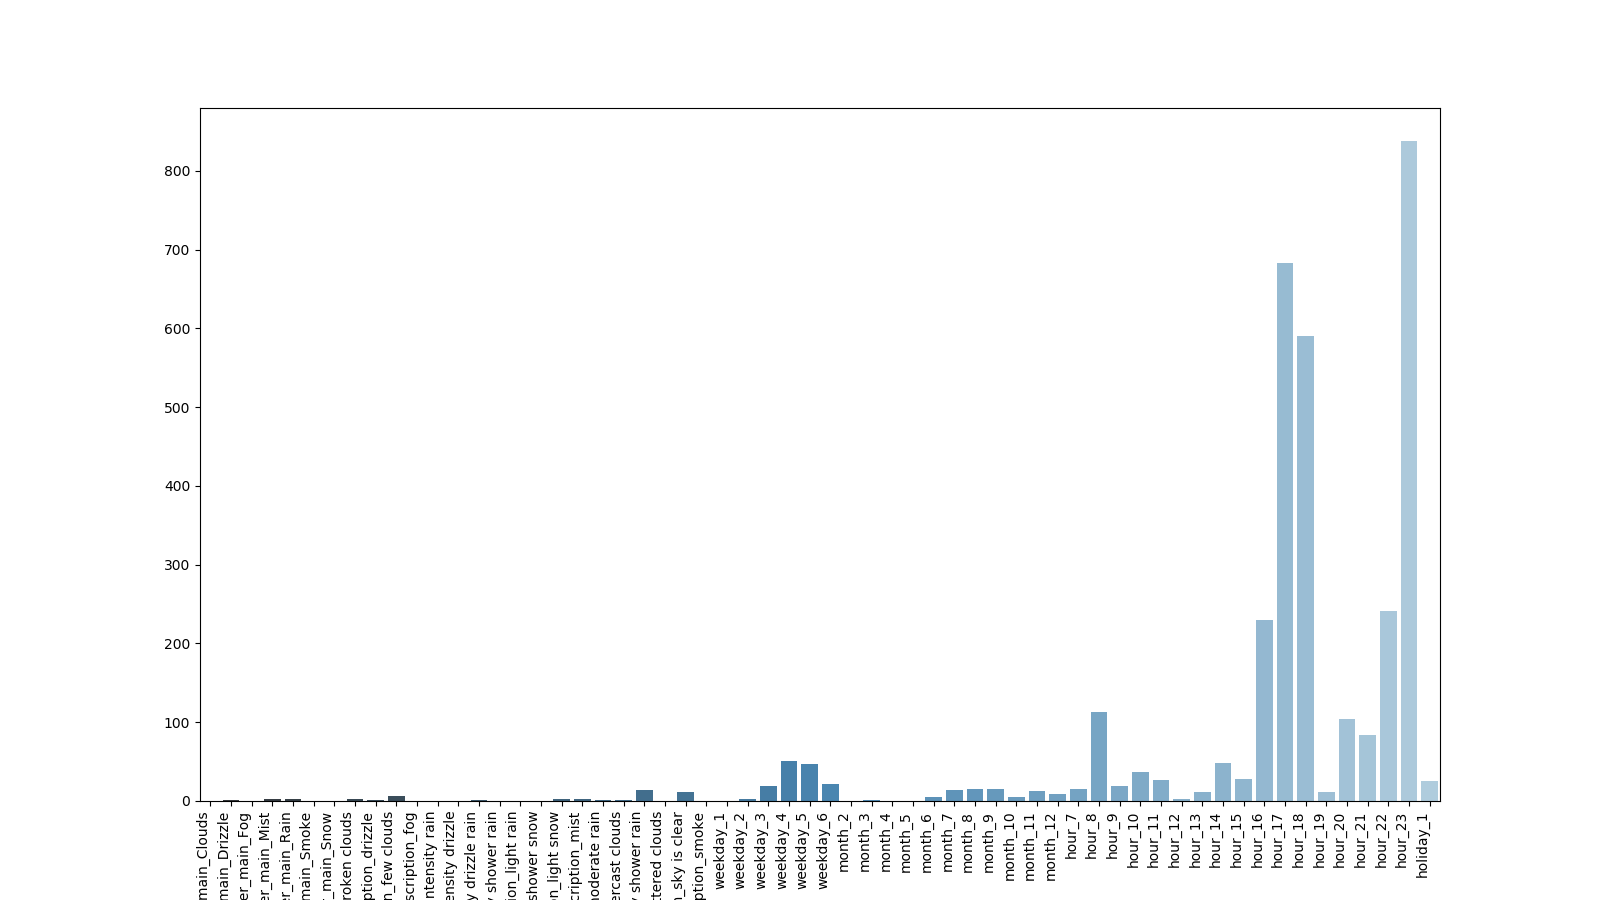 800
700
600
500
400
300
200
100
0
main_Clouds
main_Drizzle
er_main_Fog
er_main_Mist
er_main_Rain
main_Smoke
_main_Snow
roken clouds
ption_drizzle
n_few clouds
scription_fog
ntensity rain
ensity drizzle
y drizzle rain
y shower rain
ion_light rain
shower snow
on_light snow
cription_mist
noderate rain
ercast clouds
y shower rain
ttered clouds
n_sky is clear
ption_smoke
weekday_1
weekday_2
weekday_3
weekday_4
weekday_5
weekday_6
month_2
month_3
month_4
month_5
month_6
month_7
month_8
month_9
month_10
month_11
month_12
hour_7
hour_8
hour_9
hour_10
hour_11
hour_12
hour_13
hour_14
hour_15
hour_16
hour_17
hour_18
hour_19
hour_20
hour_21
hour_22
hour_23
holiday_1